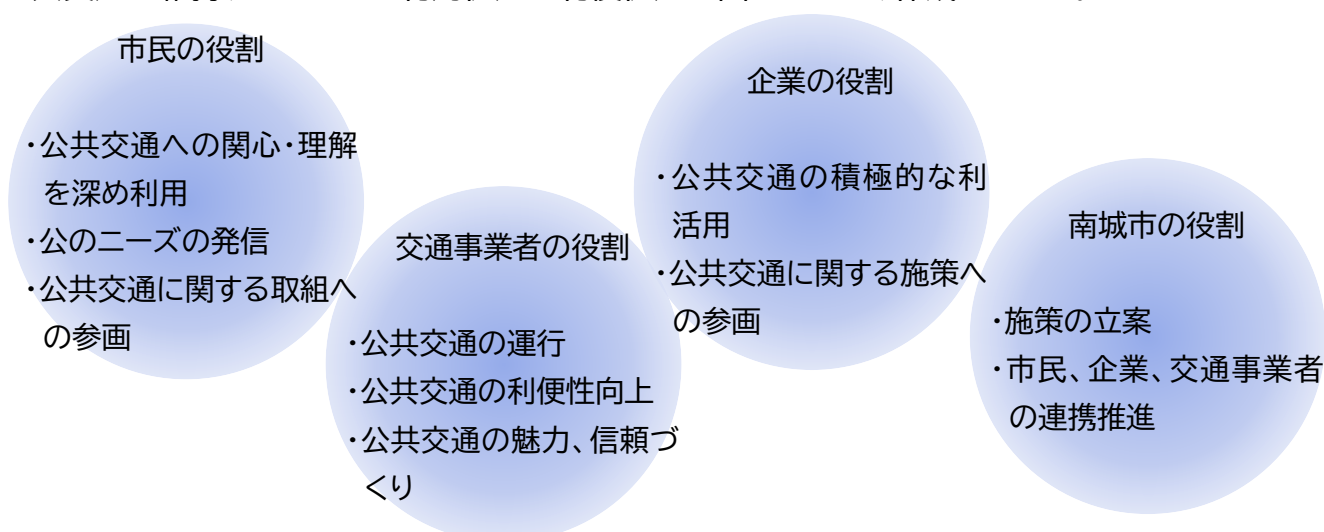 市民の役割
・公共交通への関心・理解
を深め利用
・公のニーズの発信
・公共交通に関する取組へ
の参画
交通事業者の役割
・公共交通の運行
・公共交通の利便性向上
・公共交通の魅力、信頼づ
くり
企業の役割
・公共交通の積極的な利
活用
・公共交通に関する施策へ
の参画
南城市の役割
・施策の立案
・市民、企業、交通事業者
の連携推進